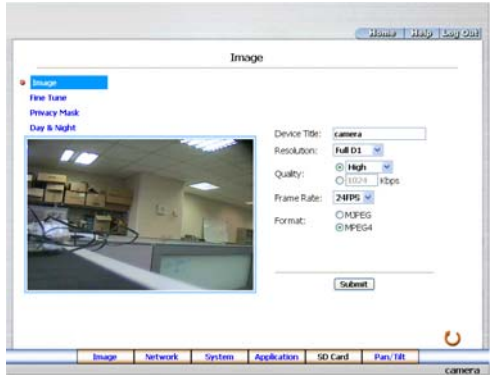 Home | Help | Log Out
Image
Image
Fine Tune
Privacy Mask
Day & Night
Device Title: camera
Resolution: Full D1
Quality: High
1024 Kbps
Frame Rate: 24FPS
Format: MJPEG
MPEG4
Submit
Image Network System Application SD Card Pan/Tilt
camera